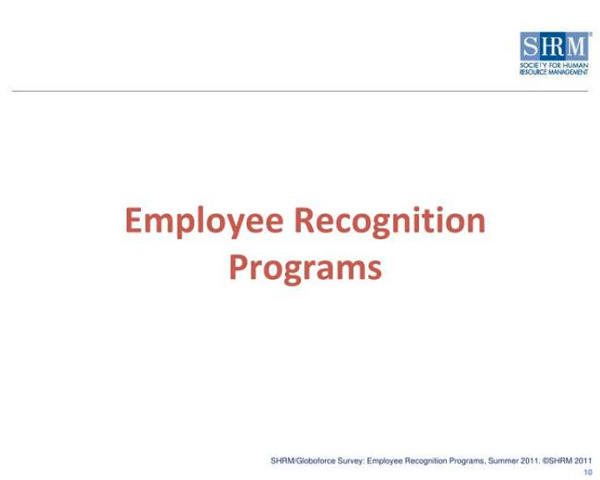 SHRM
SOCIETY FOR HUMAN
RESOURCE MANAGEMENT
Employee Recognition
Programs
SHRM/Globoforce Survey: Employee Recognition Programs, Summer 2011. ©SHRM 2011
10